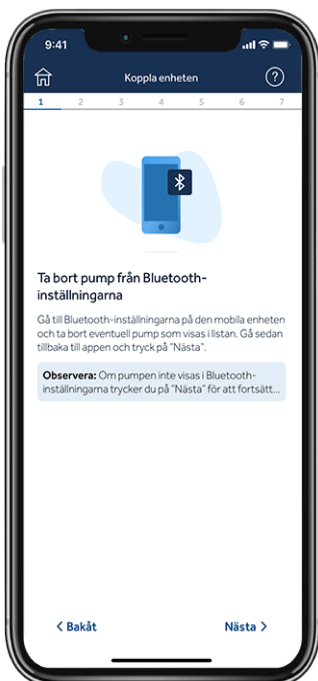 9:41
Koppla enheten
?
1 2 3 4 5 6 7
Ta bort pump från Bluetooth-
inställningarna
Gå till Bluetooth-inställningarna på den mobila enheten
och ta bort eventuell pump som visas i listan. Gå sedan
tillbaka till appen och tryck på "Nästa".
Observera: Om pumpen inte visas i Bluetooth-
inställningarna trycker du på "Nästa" för att fortsätt...
< Bakåt Nästa >